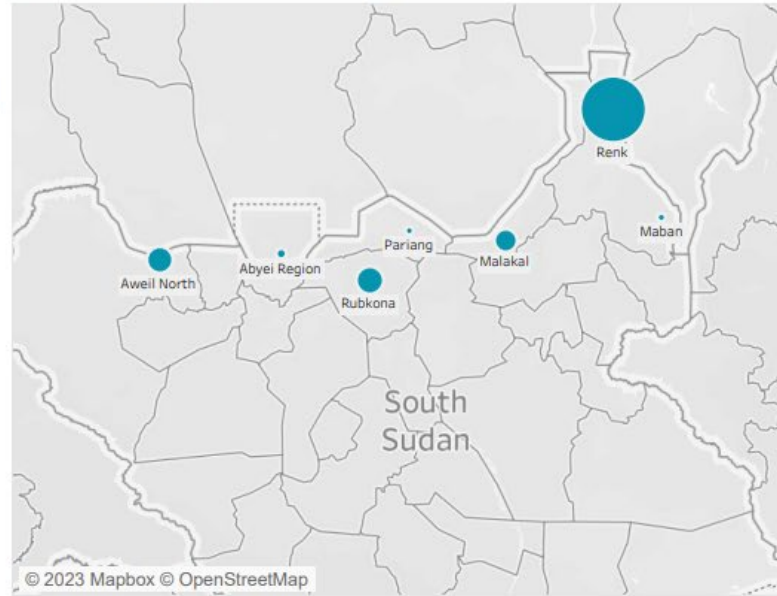 Renk
Maban
Pariang
Malakal
Abyei Region
Aweil North
Rubkona
South
Sudan
© 2023 Mapbox © OpenStreetMap